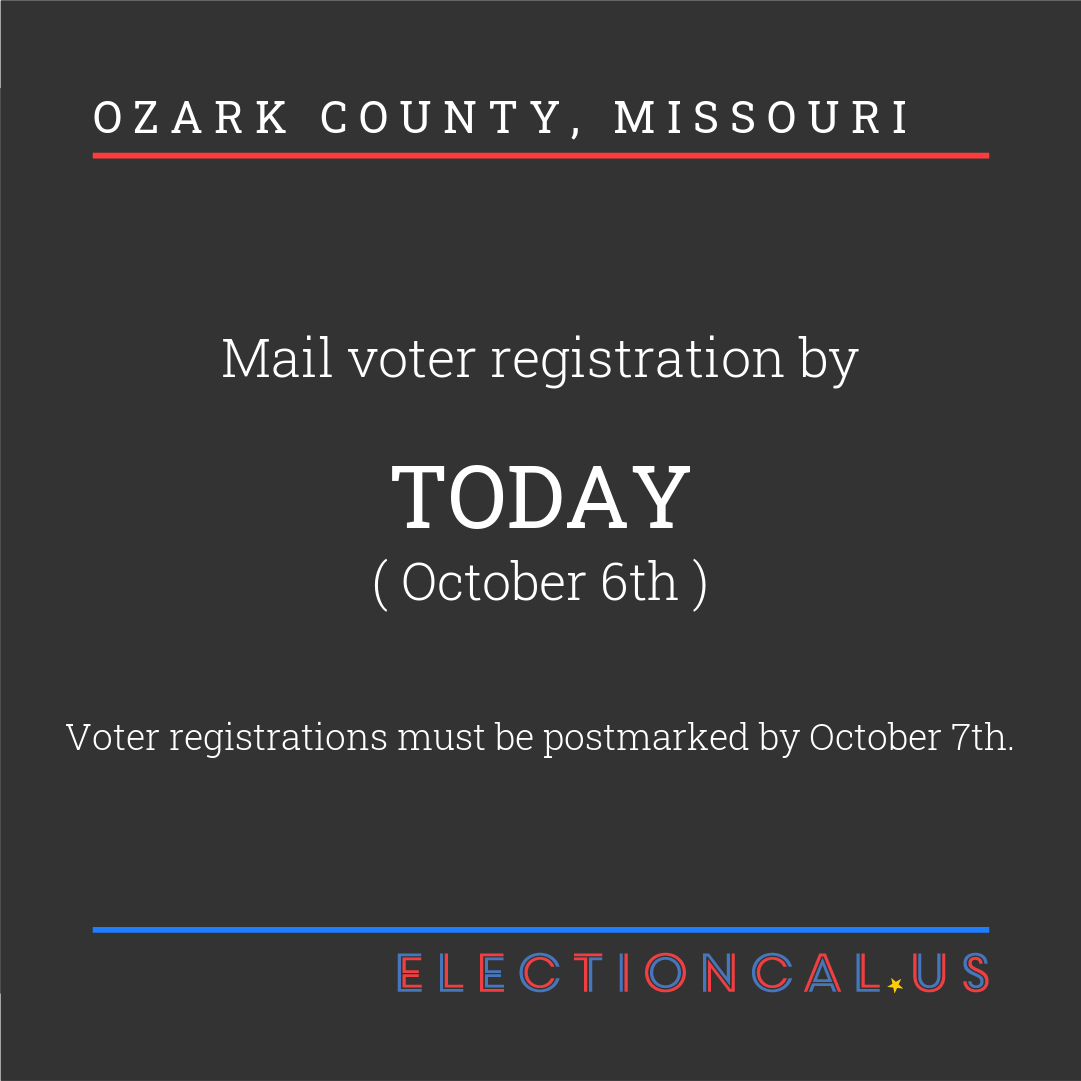 OZARK COUNTY, MISSOURI
Mail voter registration by
TODAY
( October 6th )
Voter registrations must be postmarked by October 7th.
ELECTIONCAL.US